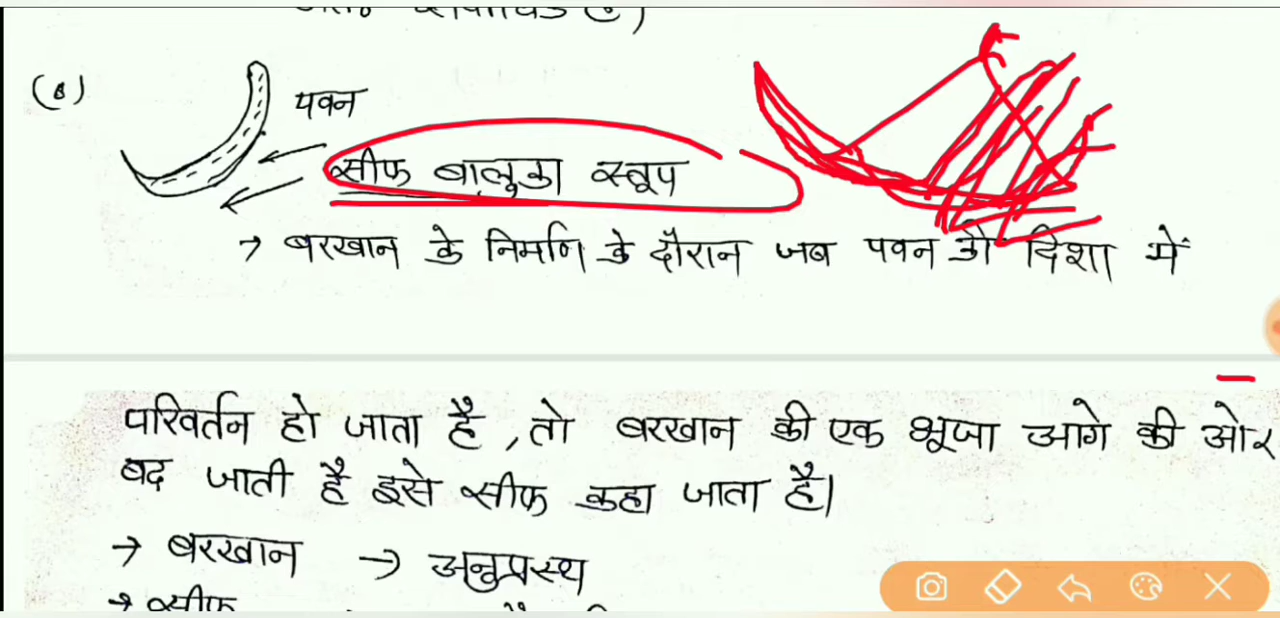 (8)
पवन
सीफ बालुका स्तूप
→ बरखान के निर्माण के दौरान जब पवन की दिशा में
परिवर्तन हो जाता है, तो बरखान की एक भूजा आगे की ओर
बढ जाती है इसे सीफ कहा जाता है।
→ बरखान → अनुप्रस्थ
→ सीफ